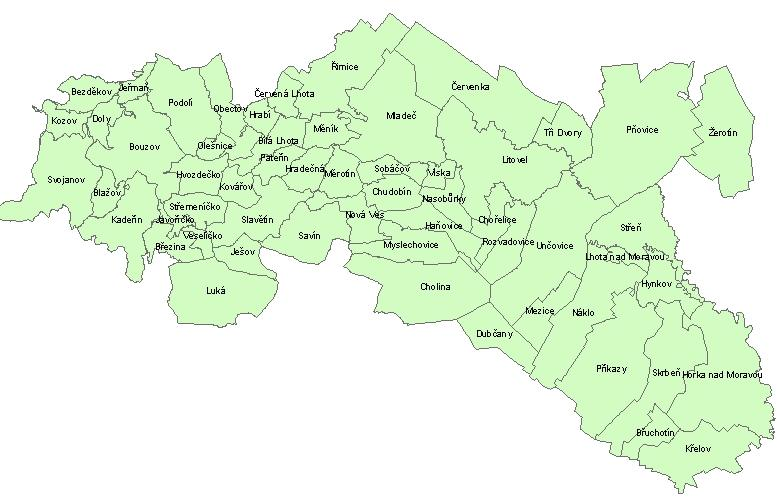 Řimice
Bezděkov
Jeřmaň
Podolí
Obectov
Červená Lhota
Červenka
Kozov
Doly
Hrabí
Mladeč
Měník
Tři Dvory
Pňovice
Žerotín
Bouzov
Olešnice
Bílá Lhota
Pateřín
Litovel
Svojanov
Hvozdečko
Hradečná
Měrotín
Sobáčov
Víska
Blažov
Kovářov
Chudobín
Nasobůrky
Kadeřín
Střemeníčko
Javoříčko
Slavětín
Nová Ves
Haňovice
Chořelice
Střeň
Březina
Veselíčko
Ješov
Savín
Myslechovice
Rozvadovice
Unčovice
Lhota nad Moravou
Luká
Cholina
Hynkov
Mezice
Náklo
Dubčany
Příkazy
Skrbeň
Horka nad Moravou
Břuchotín
Křelov